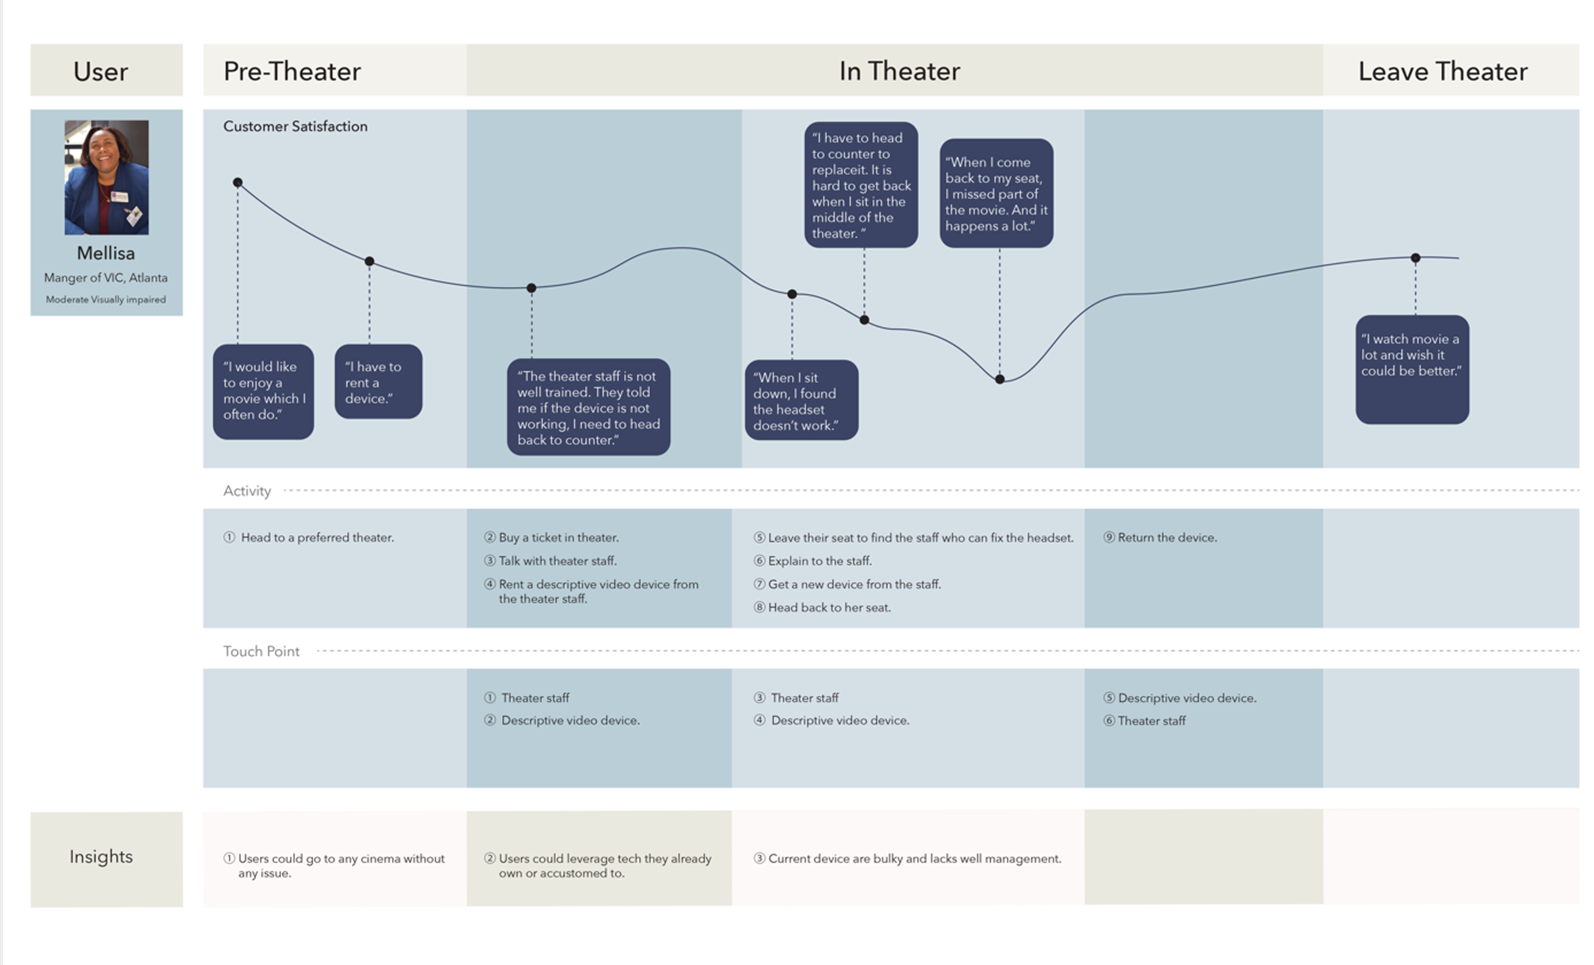 User
Pre-Theater
In Theater
Leave Theater
Mellisa
Manger of VIC, Atlanta
Moderate Visually impaired
Customer Satisfaction
“I would like
to enjoy a
movie which I
often do.”
“I have to
rent a
device.”
“The theater staff is not
well trained. They told
me if the device is not
working, I need to head
back to counter.”
“When I sit
down, I found
the headset
doesn’t work.”
“I have to head
to counter to
replaceit. It is
hard to get back
when I sit in the
middle of the
theater. ”
“When I come
back to my seat,
I missed part of
the movie. And it
happens a lot.”
“I watch movie a
lot and wish it
could be better.”
Activity
① Head to a preferred theater.
② Buy a ticket in theater.
③ Talk with theater staff.
④ Rent a descriptive video device from
the theater staff.
⑤ Leave their seat to find the staff who can fix the headset.
⑥ Explain to the staff.
⑦ Get a new device from the staff.
⑧ Head back to her seat.
⑨ Return the device.
Touch Point
① Theater staff
② Descriptive video device.
③ Theater staff
④ Descriptive video device.
⑤ Descriptive video device.
⑥ Theater staff
Insights
① Users could go to any cinema without
any issue.
② Users could leverage tech they already
own or accustomed to.
③ Current device are bulky and lacks well management.